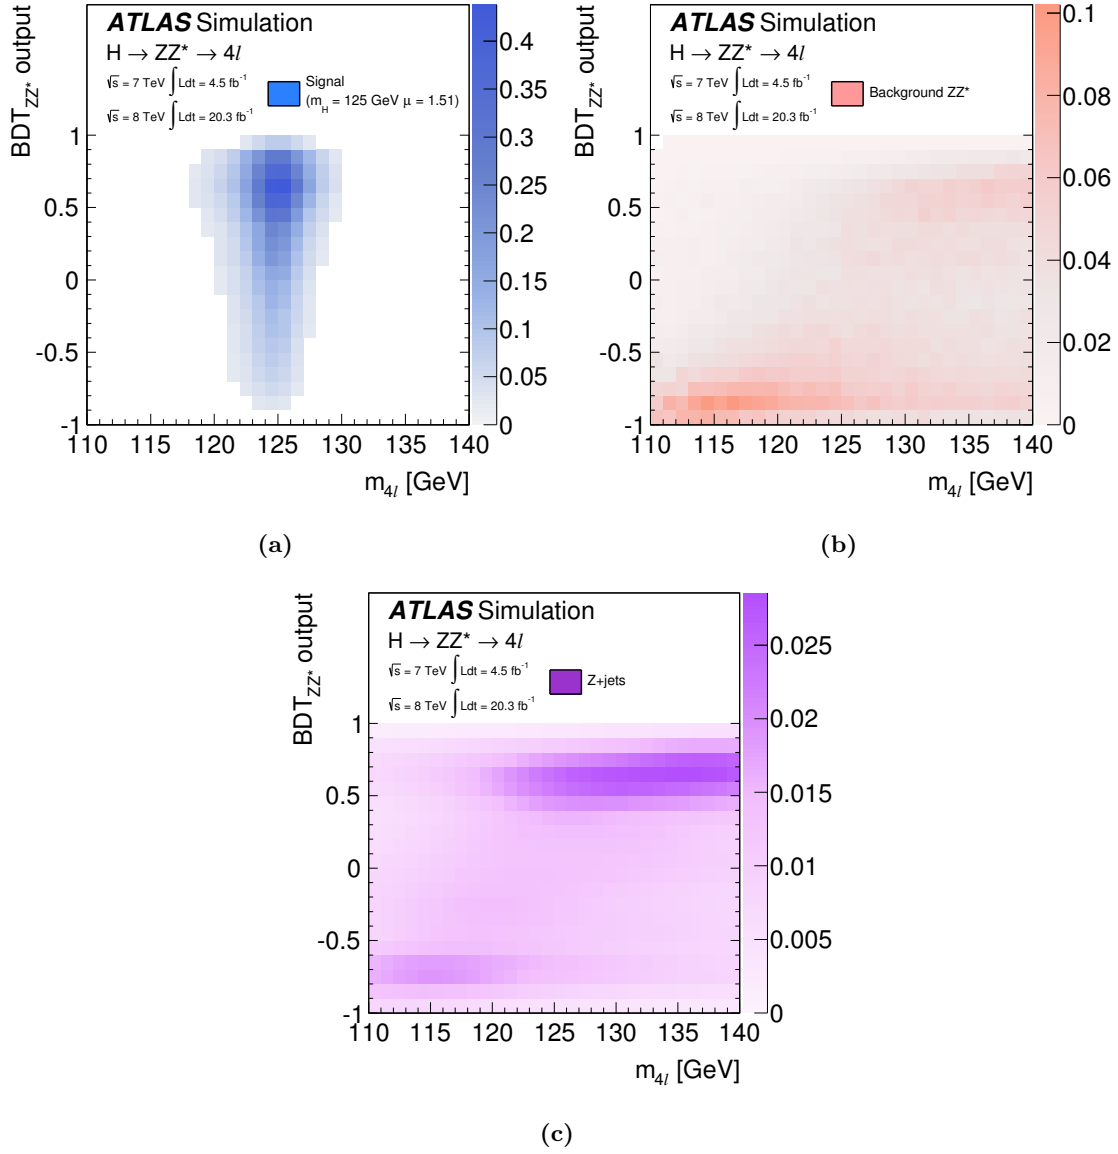 ATLAS Simulation
H → ZZ* → 4l
√s = 7 TeV ∫Ldt = 4.5 fb⁻¹
√s = 8 TeV ∫Ldt = 20.3 fb⁻¹
Signal
(m_H = 125 GeV μ = 1.51)
BDT_ZZ* output
1
0.5
0
-0.5
-1
110 115 120 125 130 135 140
m_4l [GeV]
0.4
0.35
0.3
0.25
0.2
0.15
0.1
0.05
0
(a)
ATLAS Simulation
H → ZZ* → 4l
√s = 7 TeV ∫Ldt = 4.5 fb⁻¹
√s = 8 TeV ∫Ldt = 20.3 fb⁻¹
Background ZZ*
BDT_ZZ* output
1
0.5
0
-0.5
-1
110 115 120 125 130 135 140
m_4l [GeV]
0.1
0.08
0.06
0.04
0.02
0
(b)
ATLAS Simulation
H → ZZ* → 4l
√s = 7 TeV ∫Ldt = 4.5 fb⁻¹
√s = 8 TeV ∫Ldt = 20.3 fb⁻¹
Z+jets
BDT_ZZ* output
1
0.5
0
-0.5
-1
110 115 120 125 130 135 140
m_4l [GeV]
0.025
0.02
0.015
0.01
0.005
0
(c)